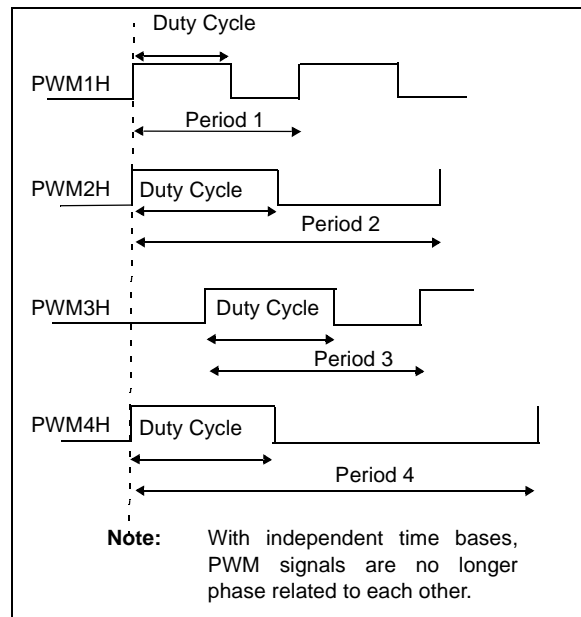 Duty Cycle
PWM1H
Period 1
PWM2H
Duty Cycle
Period 2
PWM3H
Duty Cycle
Period 3
PWM4H
Duty Cycle
Period 4
Note: With independent time bases,
PWM signals are no longer
phase related to each other.